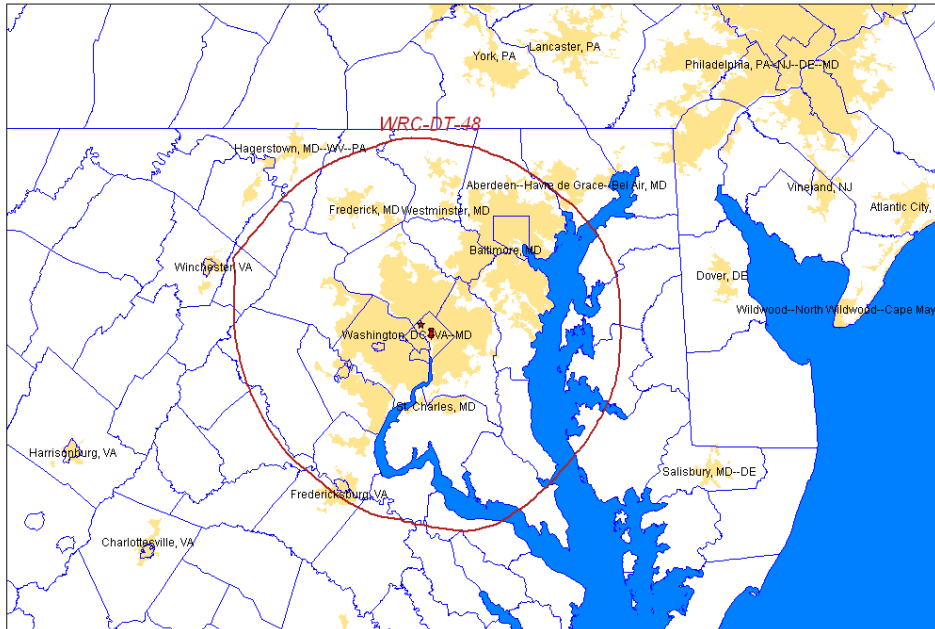 Lancaster, PA
York, PA
Philadelphia, PA--NJ--DE--MD
WRC-DT-48
Hagerstown, MD--WV--PA
Aberdeen--Havre de Grace--Bel Air, MD
Vineland, NJ
Frederick, MD
Westminster, MD
Atlantic City,
Baltimore, MD
Winchester, VA
Dover, DE
Wildwood--North Wildwood--Cape May
Washington, DC--VA--MD
St. Charles, MD
Harrisonburg, VA
Salisbury, MD--DE
Fredericksburg, VA
Charlottesville, VA